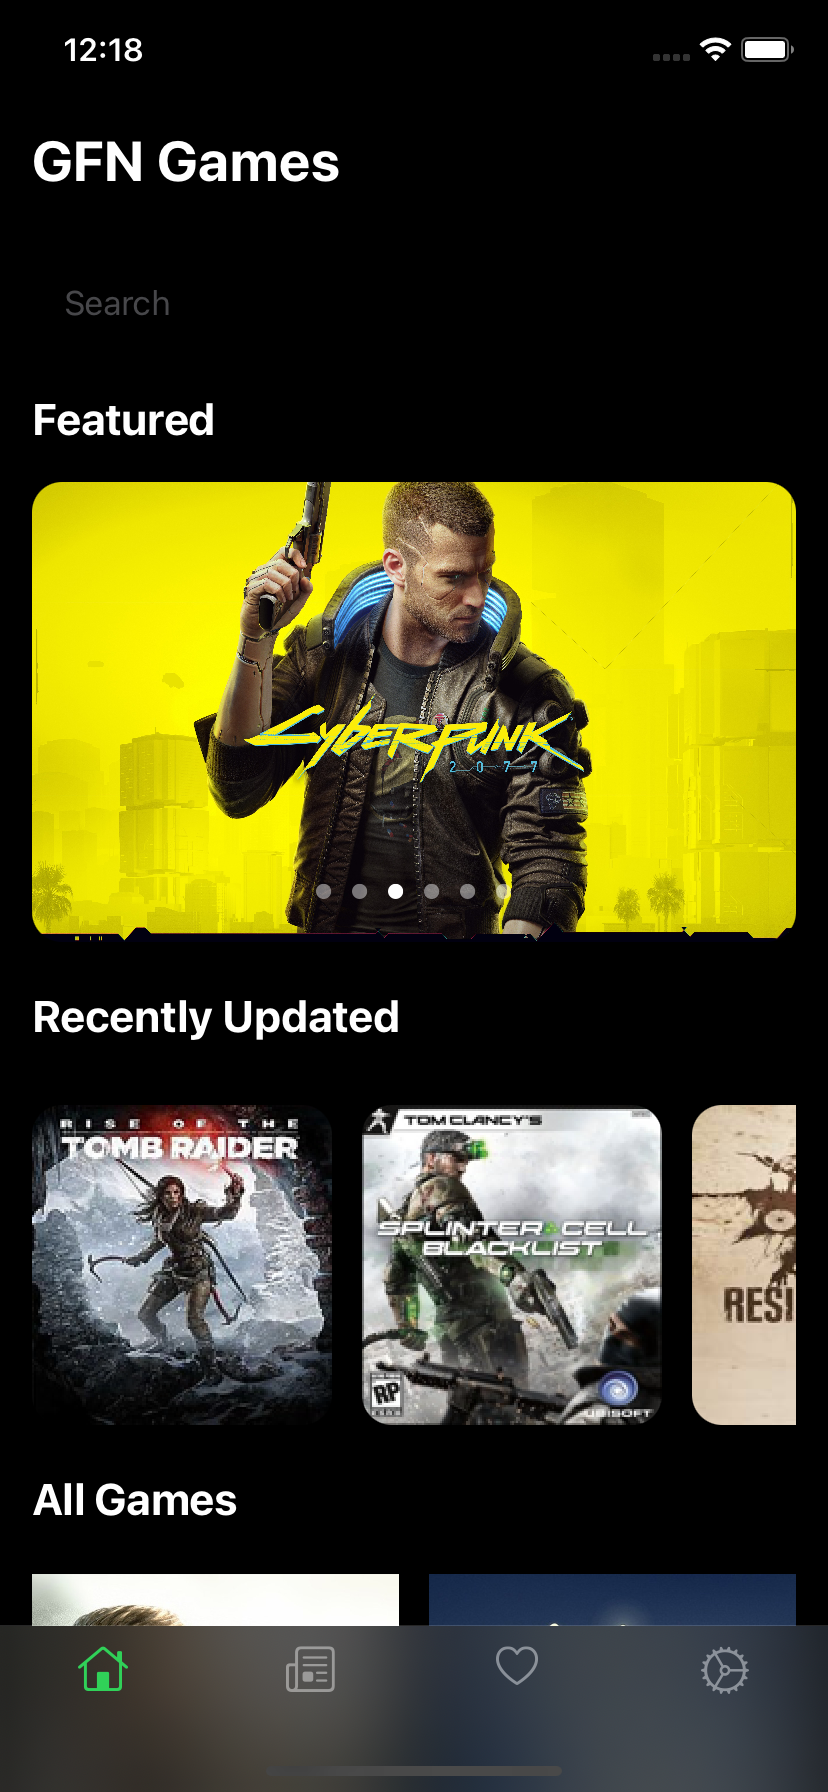 12:18
GFN Games
Search
Featured
CYBERPUNK
2077
Recently Updated
RISE OF THE
TOMB RAIDER
TOM CLANCY'S
SPLINTER CELL
BLACKLIST
RP
UBISOFT
RESI
All Games